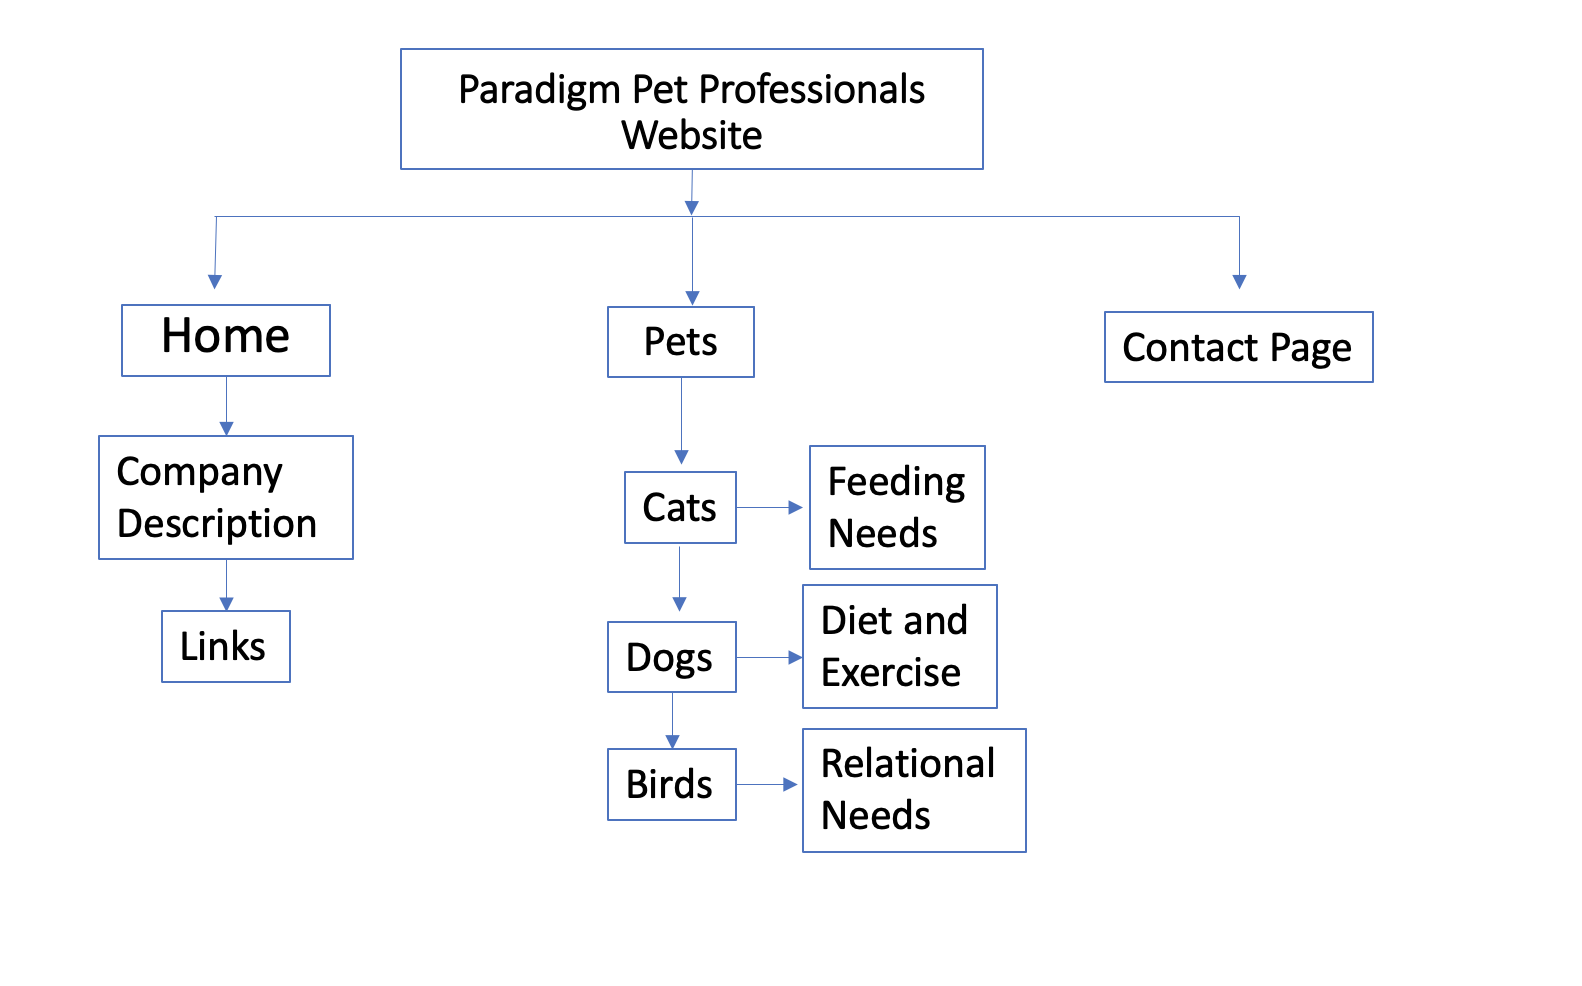 Paradigm Pet Professionals
Website
Home
Pets
Contact Page
Company
Description
Links
Cats
Feeding
Needs
Dogs
Diet and
Exercise
Birds
Relational
Needs